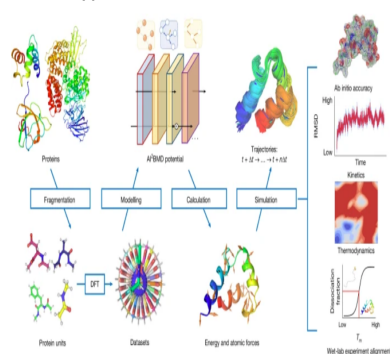 Proteins
AI²BMD potential
Trajectories:
t + δt → ... → t + nδt
Fragmentation
Modelling
Calculation
Simulation
DFT
Protein units
Datasets
Energy and atomic forces
Ab initio accuracy
High
RMSD
Low
Time
Kinetics
Thermodynamics
Dissociation
fraction
Low
High
Tm
Wet-lab experiment alignment